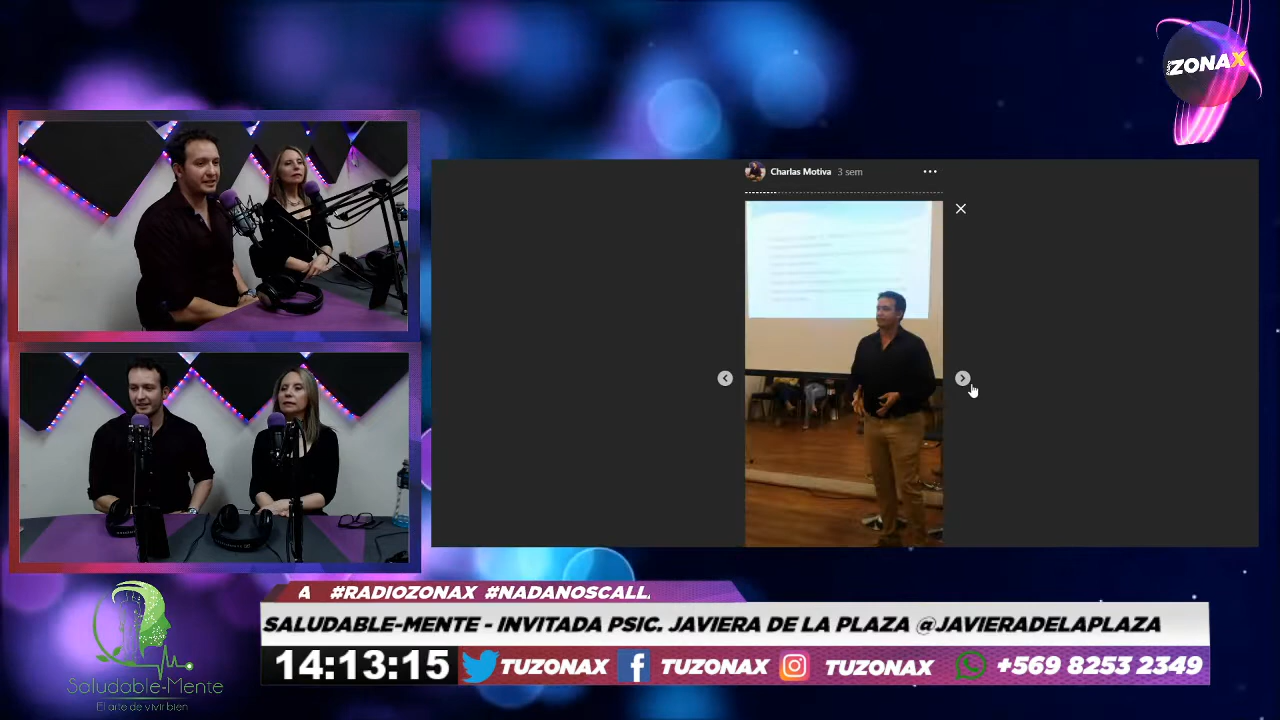 ZONAX
Charlas Motiva 3 sem
A #RADIOZONAX #NADANOSCALL
SALUDABLE-MENTE - INVITADA PSIC. JAVIERA DE LA PLAZA @JAVIERADELAPLAZA
14:13:15 TUZONAX TUZONAX TUZONAX +569 8253 2349
Saludable-Mente
El arte de vivir bien